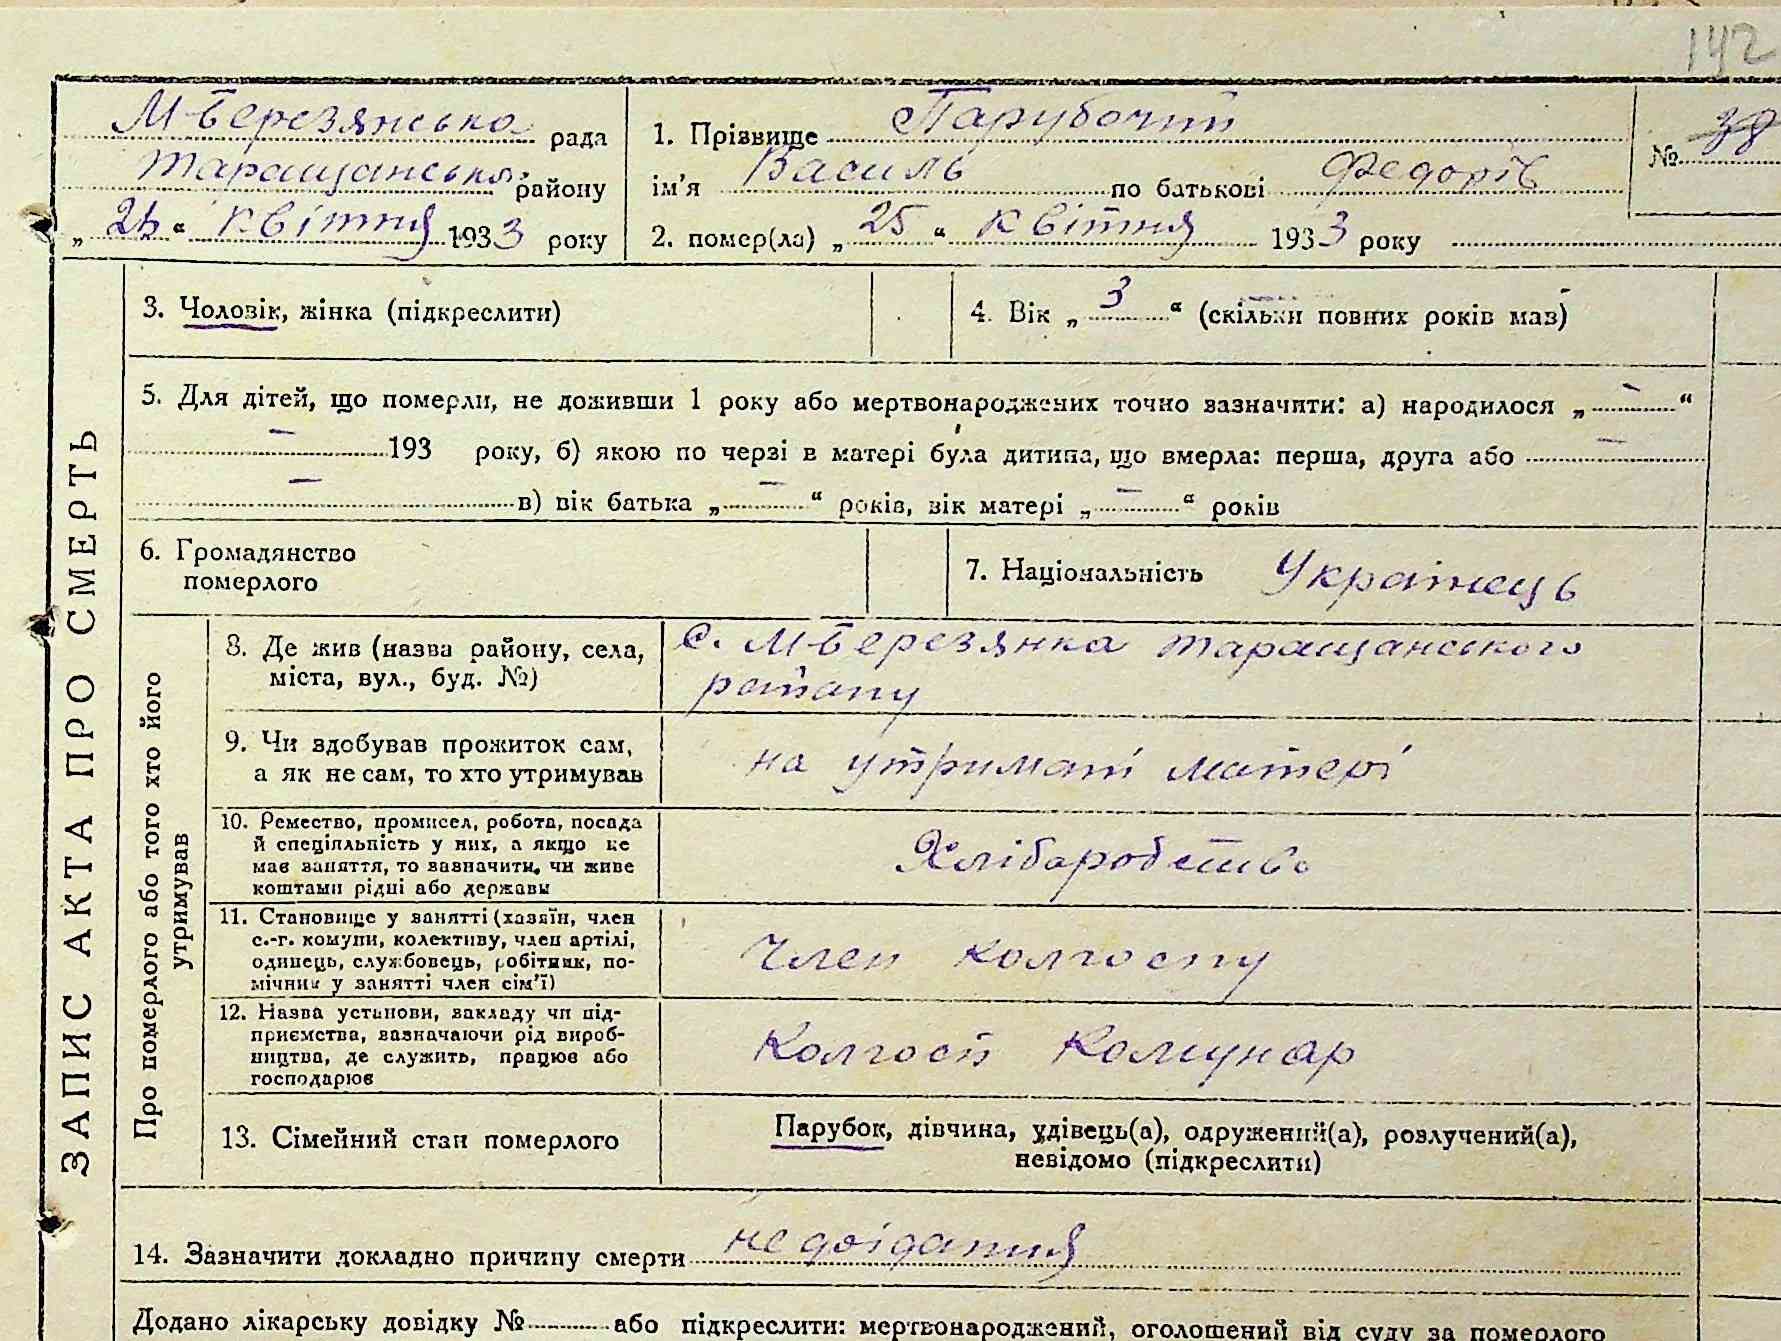 142
М-Березянська рада
Таращанського району
„ 25 “ квітня 1933 року
1. Прізвище Парубочий
ім'я Василь по батькові Федорів
2. помер(ла) „ 25 “ квітня 1933 року
№ 38
ЗАПИС АКТА ПРО СМЕРТЬ
3. Чоловік, жінка (підкреслити)
4. Вік „ 3 “ (скільки повних років мав)
5. Для дітей, що померли, не доживши 1 року або мертвонароджених точно зазначити: а) народилося „ – “
– 193 року, б) якою по черзі в матері була дитина, що вмерла: перша, друга або –
– в) вік батька „ – “ років, вік матері „ – “ років
6. Громадянство
померлого
7. Національність Українець
Про померлого або того хто його
утримував
8. Де жив (назва району, села,
міста, вул., буд. №)
с. М-Березянка Таращанського
району
9. Чи здобував прожиток сам,
а як не сам, то хто утримував
на утримані матері
10. Ремество, промисел, робота, посада
й спеціяльність у них, а якщо не
мав заняття, то зазначити, чи живе
коштами рідні або держави
Хліборобство
11. Становище у занятті (хазяїн, член
с.-г. комуни, колективу, член артілі,
одинець, службовець, робітник, по-
мічник у занятті член сім'ї)
Член колгоспу
12. Назва установи, закладу чи під-
приємства, зазначаючи рід вироб-
ництва, де служить, працює або
господарює
Колгосп Комунар
13. Сімейний стан померлого
Парубок, дівчина, удівець(а), одружений(а), розлучений(а),
невідомо (підкреслити)
14. Зазначити докладно причину смерти недоїдання
Додано лікарську довідку № або підкреслити: мертвонароджений, оголошений від суду за померлого